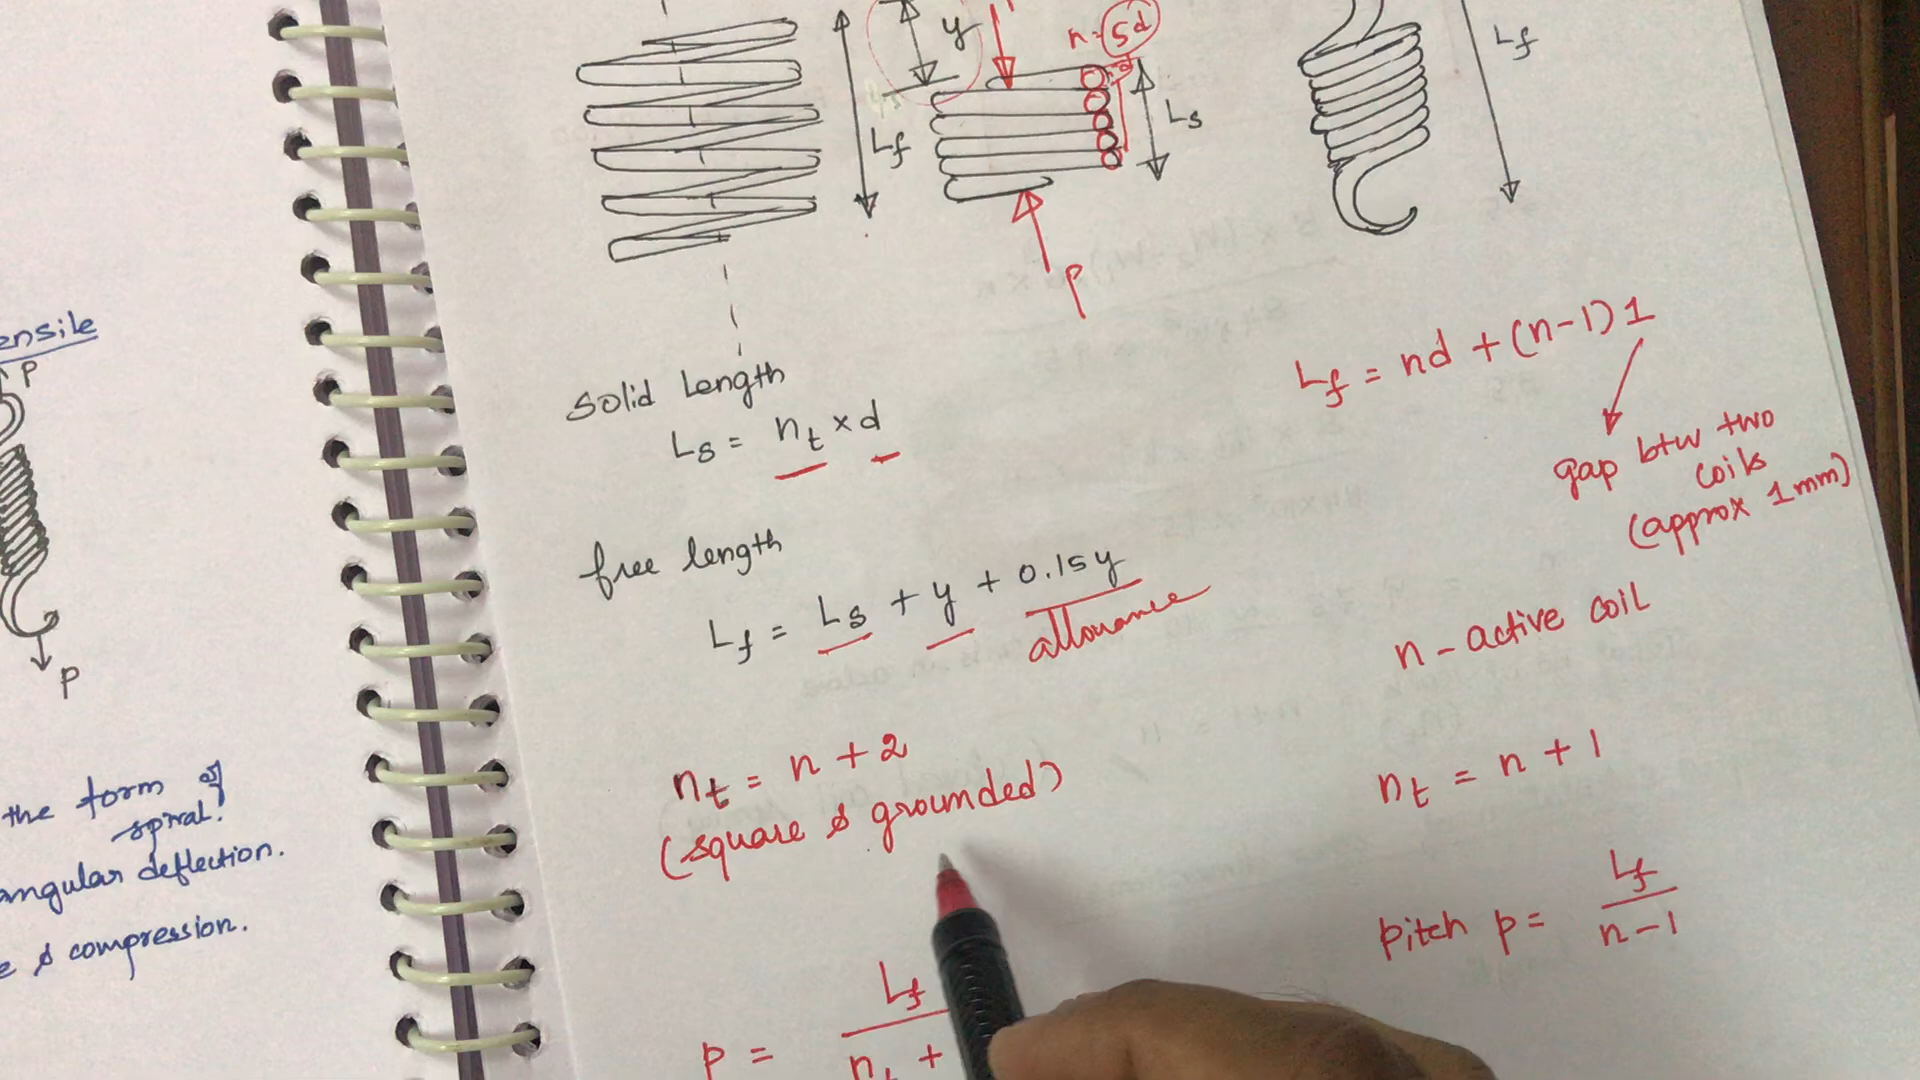 ensile
P
P
the form of
spiral!
angular deflection.
e & compression.
y
n - 5d
d
Lf
Ls
P
Lf
Solid Length
Ls = nt × d
free length
Lf = Ls + y + 0.15y
allowance
nt = n + 2
(square & grounded)
p = Lf
nt +
Lf = nd + (n-1) 1
gap btw two
coils
(approx 1mm)
n - active coil
nt = n + 1
pitch p = Lf
n-1